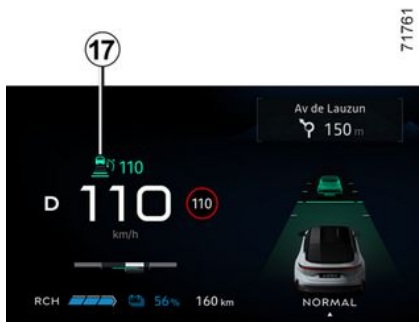 17
71761
Av de Lauzun
150 m
110
D 110 110
km/h
RCH 56% 160 km
NORMAL